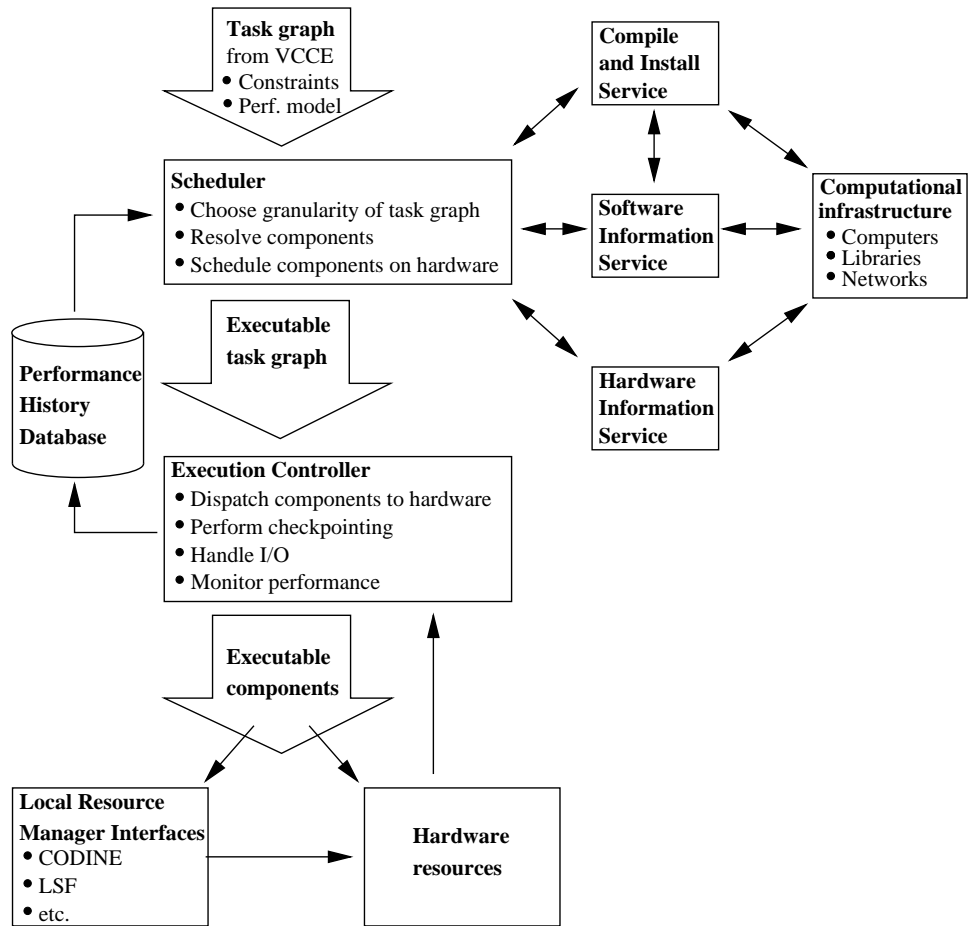 Task graph
from VCCE
• Constraints
• Perf. model
Compile
and Install
Service
Scheduler
• Choose granularity of task graph
• Resolve components
• Schedule components on hardware
Software
Information
Service
Computational
infrastructure
• Computers
• Libraries
• Networks
Executable
task graph
Performance
History
Database
Hardware
Information
Service
Execution Controller
• Dispatch components to hardware
• Perform checkpointing
• Handle I/O
• Monitor performance
Executable
components
Local Resource
Manager Interfaces
• CODINE
• LSF
• etc.
Hardware
resources